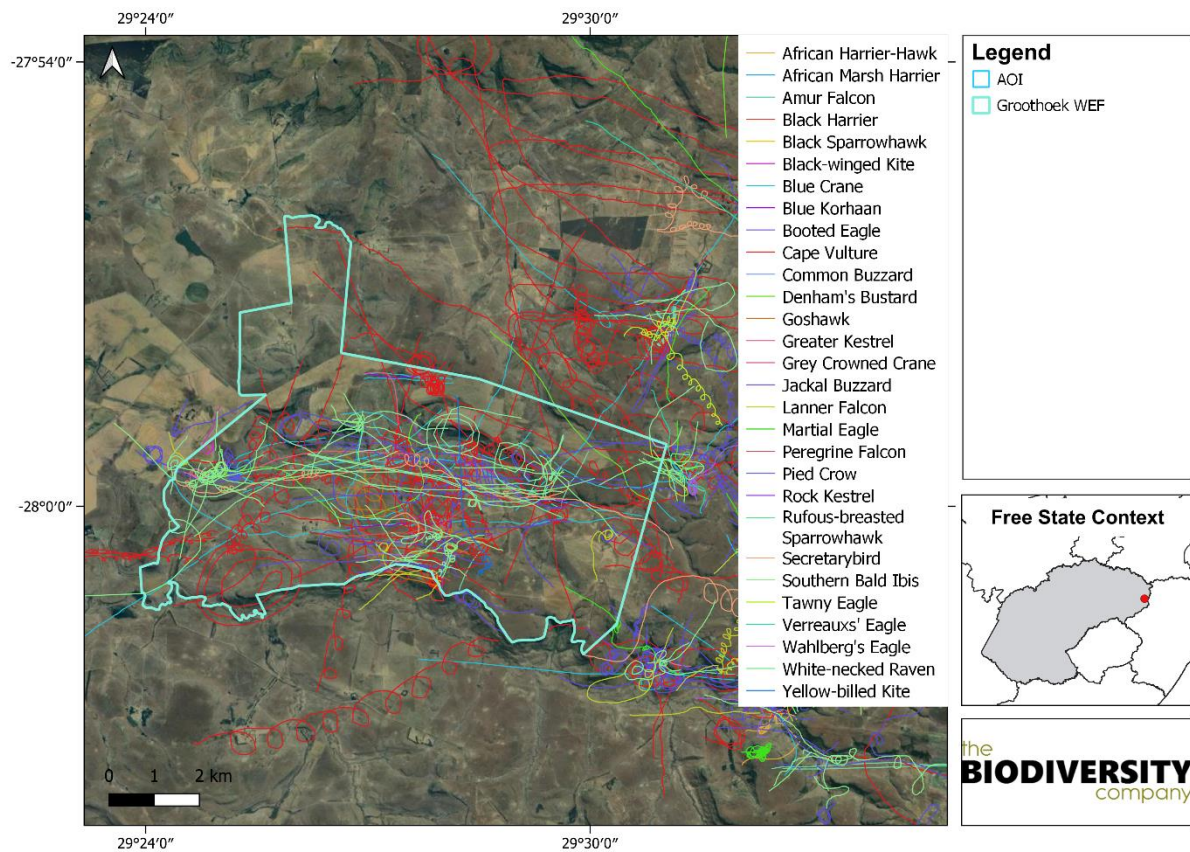 29°24′0″
29°30′0″
-27°54′0″
-28°0′0″
African Harrier-Hawk
African Marsh Harrier
Amur Falcon
Black Harrier
Black Sparrowhawk
Black-winged Kite
Blue Crane
Blue Korhaan
Booted Eagle
Cape Vulture
Common Buzzard
Denham's Bustard
Goshawk
Greater Kestrel
Grey Crowned Crane
Jackal Buzzard
Lanner Falcon
Martial Eagle
Peregrine Falcon
Pied Crow
Rock Kestrel
Rufous-breasted
Sparrowhawk
Secretarybird
Southern Bald Ibis
Tawny Eagle
Verreauxs' Eagle
Wahlberg's Eagle
White-necked Raven
Yellow-billed Kite
0 1 2 km
29°24′0″
29°30′0″
Legend
AOI
Groothoek WEF
Free State Context
the
BIODIVERSITY
company